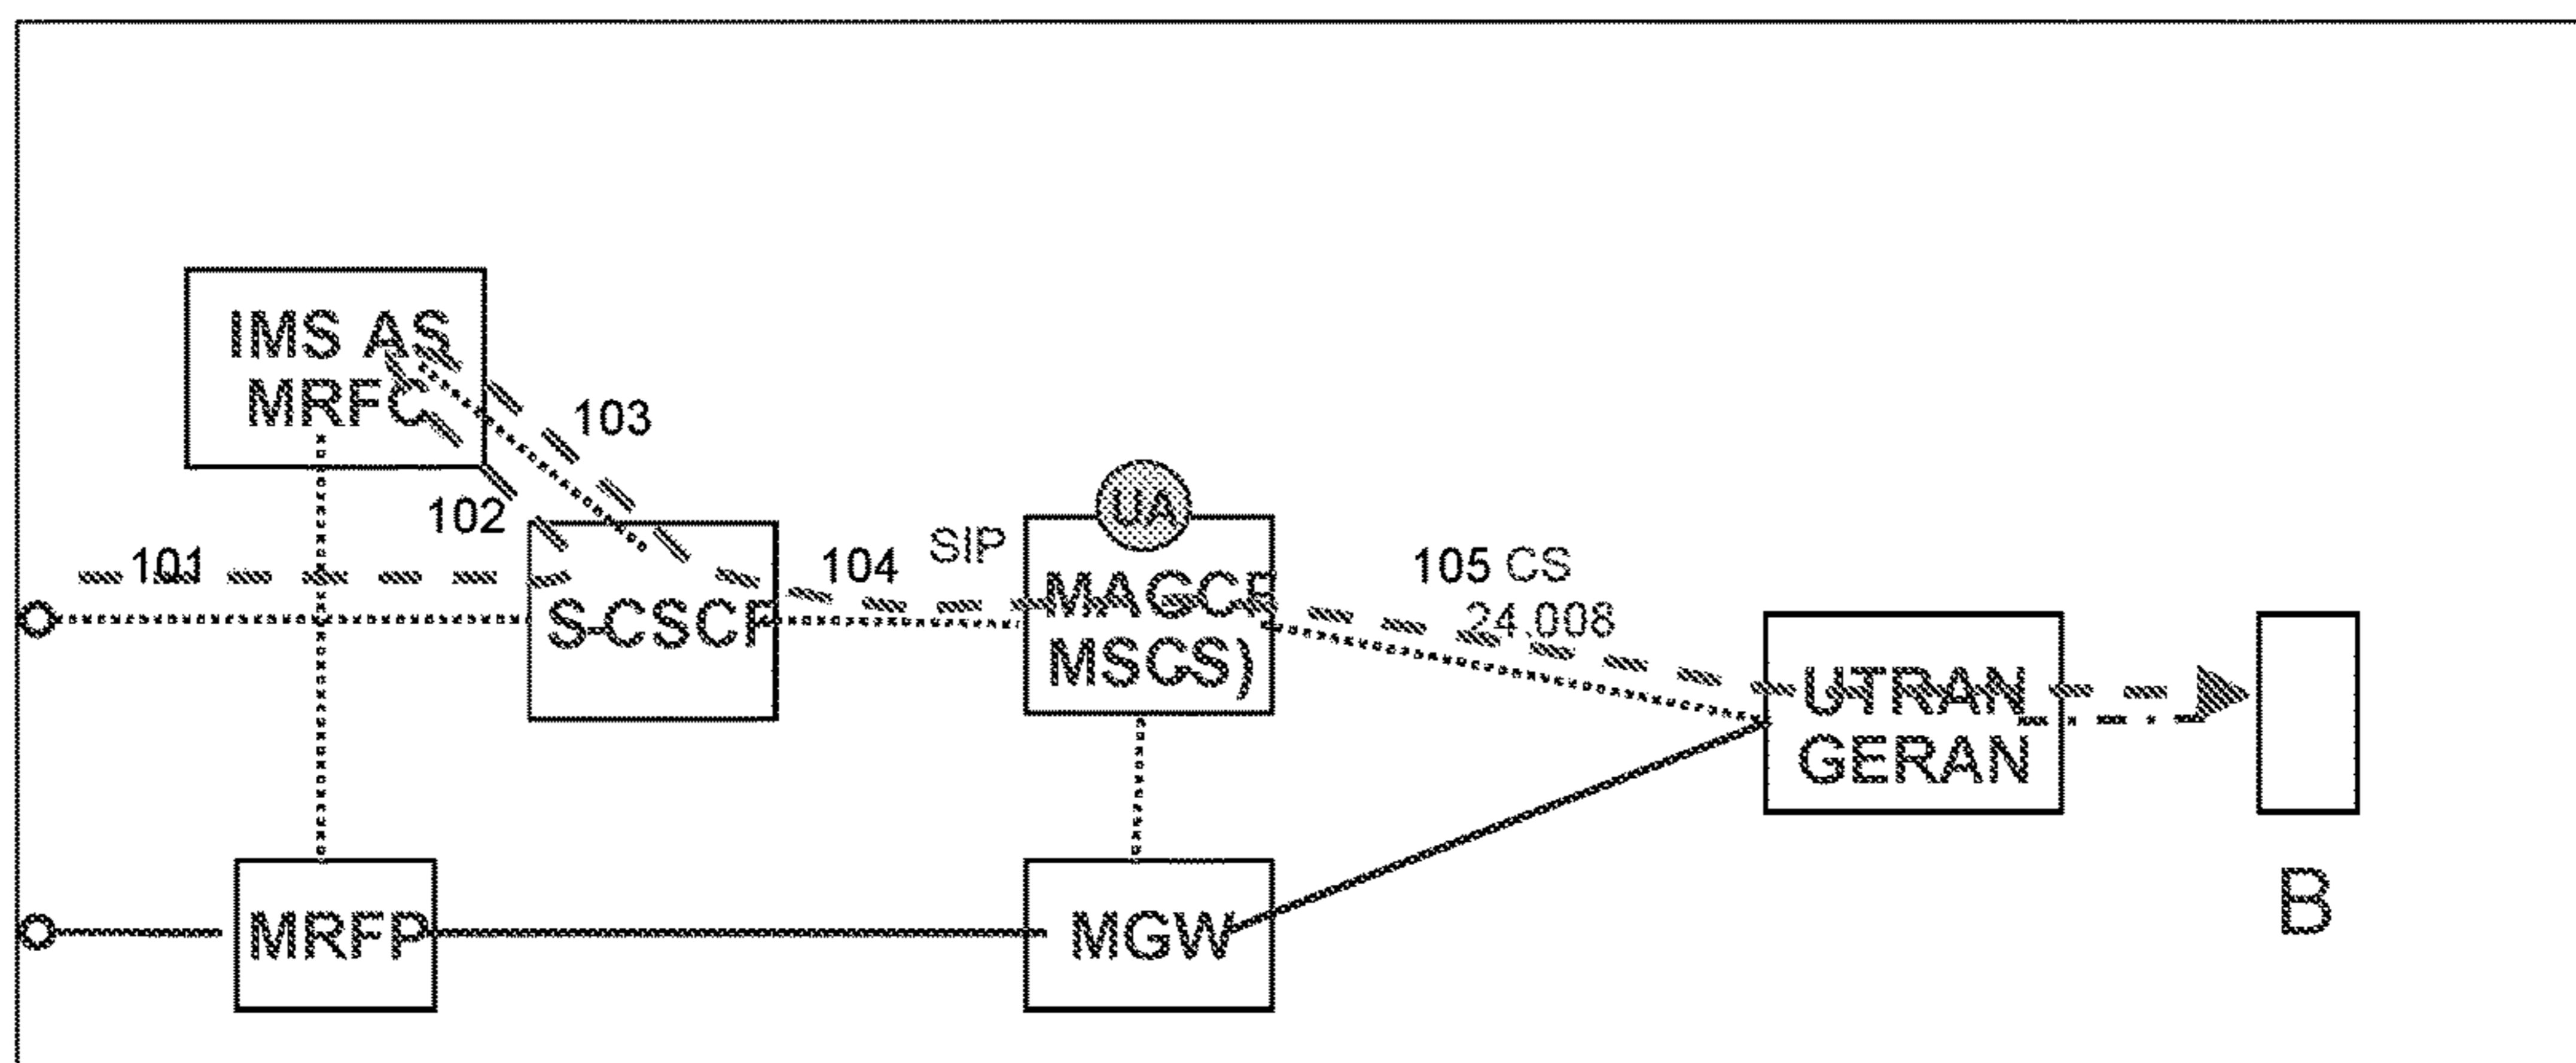 IMS AS
MRFC
103
102
UA
SIP
101
104
105 CS
MAGCF
24.008
S-CSCF
MSCS)
UTRAN
GERAN
B
MRFP
MGW